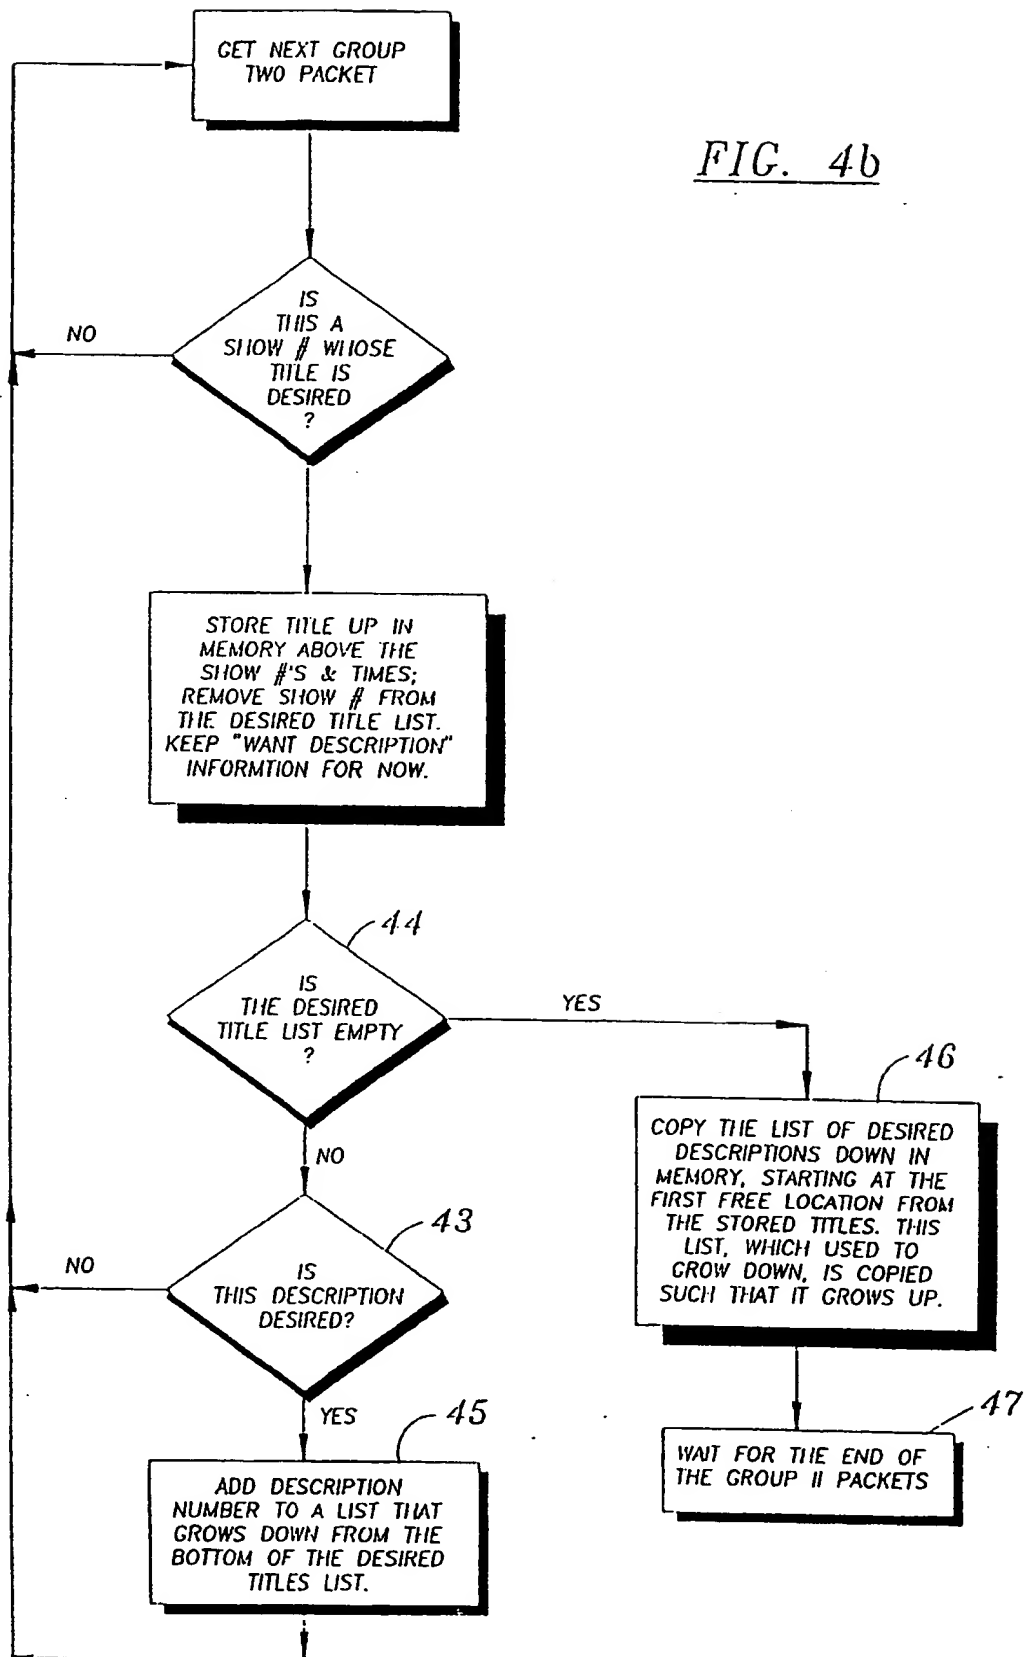 GET NEXT GROUP
TWO PACKET
FIG. 4b
IS
THIS A
SHOW # WHOSE
TITLE IS
DESIRED
?
NO
STORE TITLE UP IN
MEMORY ABOVE THE
SHOW #'S & TIMES;
REMOVE SHOW # FROM
THE DESIRED TITLE LIST.
KEEP "WANT DESCRIPTION"
INFORMTION FOR NOW.
44
IS
THE DESIRED
TITLE LIST EMPTY
?
YES
NO
46
COPY THE LIST OF DESIRED
DESCRIPTIONS DOWN IN
MEMORY, STARTING AT THE
FIRST FREE LOCATION FROM
THE STORED TITLES. THIS
LIST, WHICH USED TO
GROW DOWN, IS COPIED
SUCH THAT IT GROWS UP.
43
IS
THIS DESCRIPTION
DESIRED?
NO
YES
45
ADD DESCRIPTION
NUMBER TO A LIST THAT
GROWS DOWN FROM THE
BOTTOM OF THE DESIRED
TITLES LIST.
47
WAIT FOR THE END OF
THE GROUP II PACKETS